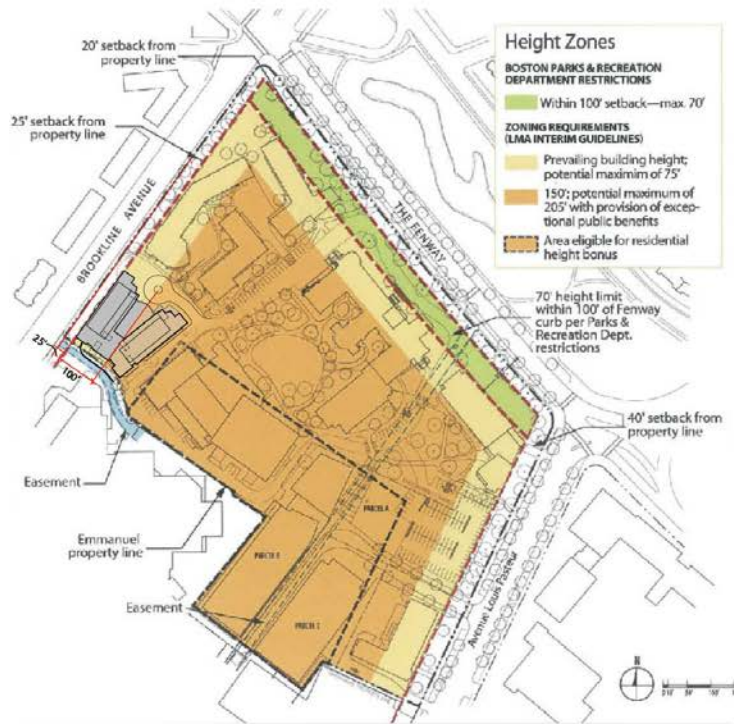 20' setback from
property line
25' setback from
property line
BROOKLINE AVENUE
THE FENWAY
Height Zones
BOSTON PARKS & RECREATION
DEPARTMENT RESTRICTIONS
Within 100' setback—max. 70'
ZONING REQUIREMENTS
(LMA INTERIM GUIDELINES)
Prevailing building height;
potential maximim of 75'
150'; potential maximum of
205' with provision of excep-
tional public benefits
Area eligible for residential
height bonus
70' height limit
within 100' of Fenway
curb per Parks &
Recreation Dept.
restrictions
25'
100'
40' setback from
property line
Easement
Emmanuel
property line
PARCEL A
PARCEL B
Easement
PARCEL C
Avenue Louis Pasteur
N